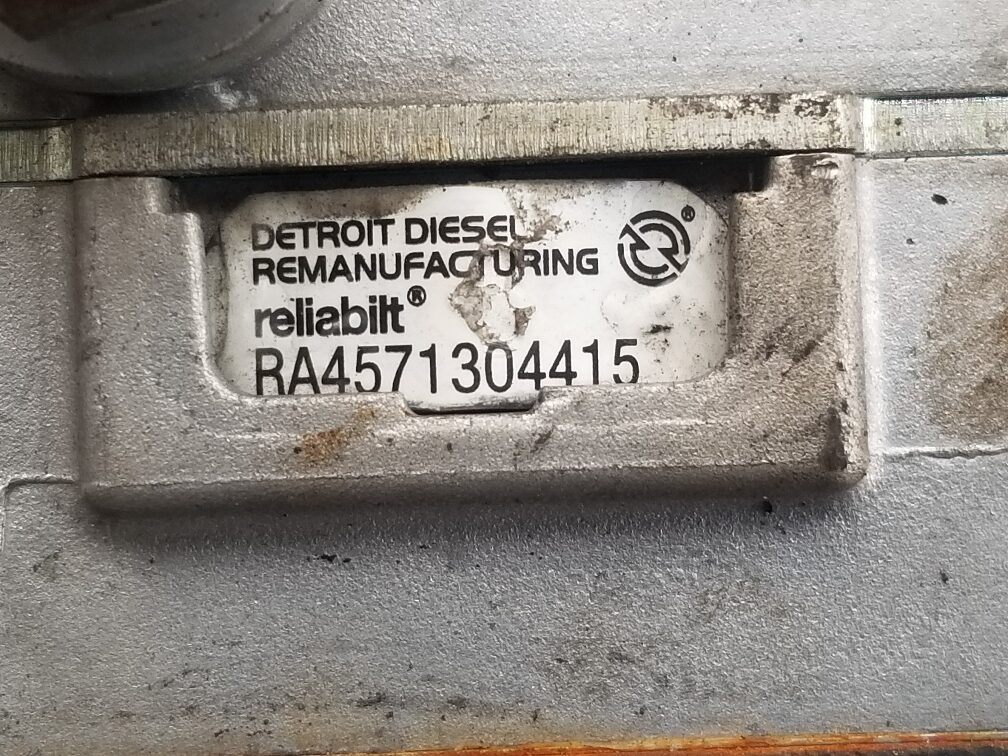 DETROIT DIESEL
REMANUFACTURING
®
reliabilt®
RA4571304415